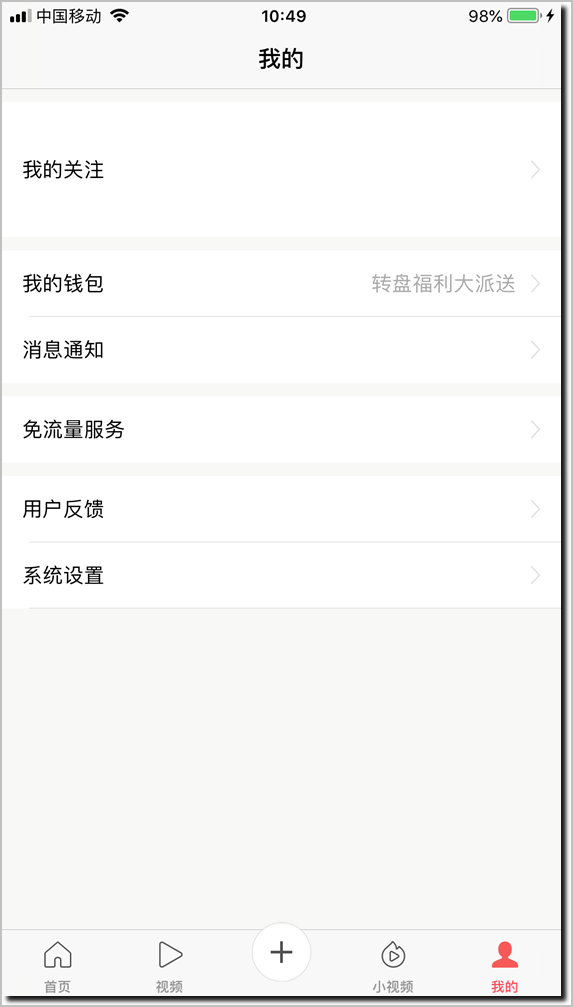 中国移动 10:49 98%
我的
我的关注
我的钱包 转盘福利大派送
消息通知
免流量服务
用户反馈
系统设置
首页 视频 小视频 我的